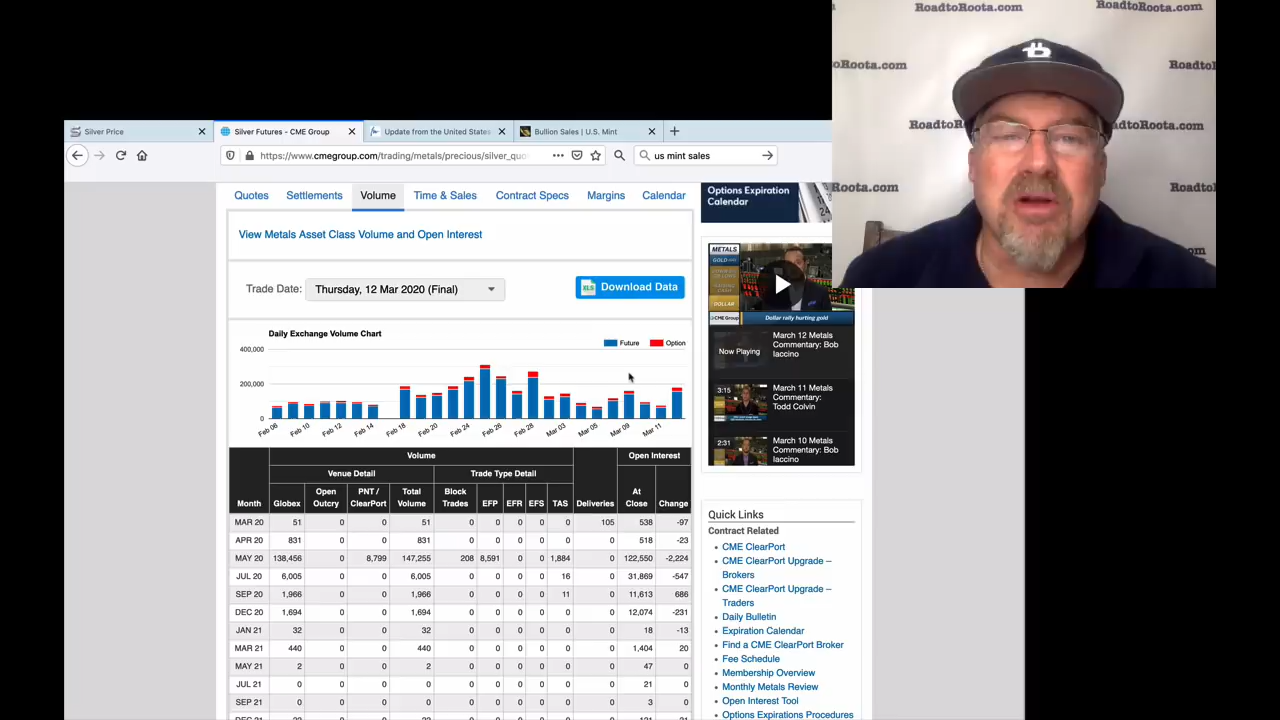 RoadtoRoota.com
RoadtoRoota.com
RoadtoRoota.com
dtoRoota.com
Roadto
RoadtoRoota
Roadto
Roota.com
Roadto
Silver Price
Silver Futures - CME Group
Update from the United States
Bullion Sales | U.S. Mint
https://www.cmegroup.com/trading/metals/precious/silver_quo
us mint sales
Quotes
Settlements
Volume
Time & Sales
Contract Specs
Margins
Calendar
View Metals Asset Class Volume and Open Interest
Trade Date:
Thursday, 12 Mar 2020 (Final)
XLS
Download Data
Daily Exchange Volume Chart
Future
Option
400,000
200,000
0
Feb 06
Feb 10
Feb 12
Feb 14
Feb 18
Feb 20
Feb 24
Feb 26
Feb 28
Mar 03
Mar 05
Mar 09
Mar 11
Volume Open Interest
Venue Detail Trade Type Detail
Month Globex Open Outcry PNT / ClearPort Total Volume Block Trades EFP EFR EFS TAS Deliveries At Close Change
MAR 20 51 0 0 51 0 0 0 0 0 105 538 -97
APR 20 831 0 0 831 0 0 0 0 0 0 518 -23
MAY 20 138,456 0 8,799 147,255 208 8,591 0 0 1,884 0 122,550 -2,224
JUL 20 6,005 0 0 6,005 0 0 0 0 16 0 31,869 -547
SEP 20 1,966 0 0 1,966 0 0 0 0 11 0 11,613 686
DEC 20 1,694 0 0 1,694 0 0 0 0 0 0 12,074 -231
JAN 21 32 0 0 32 0 0 0 0 0 0 18 -13
MAR 21 440 0 0 440 0 0 0 0 0 0 1,404 20
MAY 21 2 0 0 2 0 0 0 0 0 0 47 0
JUL 21 0 0 0 0 0 0 0 0 0 0 21 0
SEP 21 0 0 0 0 0 0 0 0 0 0 3 0
Options Expiration
Calendar
METALS
GOLD
DOLLAR
CME Group
Dollar rally hurting gold
Now Playing
March 12 Metals
Commentary: Bob
Iaccino
3:15
March 11 Metals
Commentary:
Todd Colvin
2:31
March 10 Metals
Commentary: Bob
Iaccino
Quick Links
Contract Related
CME ClearPort
CME ClearPort Upgrade –
Brokers
CME ClearPort Upgrade –
Traders
Daily Bulletin
Expiration Calendar
Find a CME ClearPort Broker
Fee Schedule
Membership Overview
Monthly Metals Review
Open Interest Tool
Options Expirations Procedures